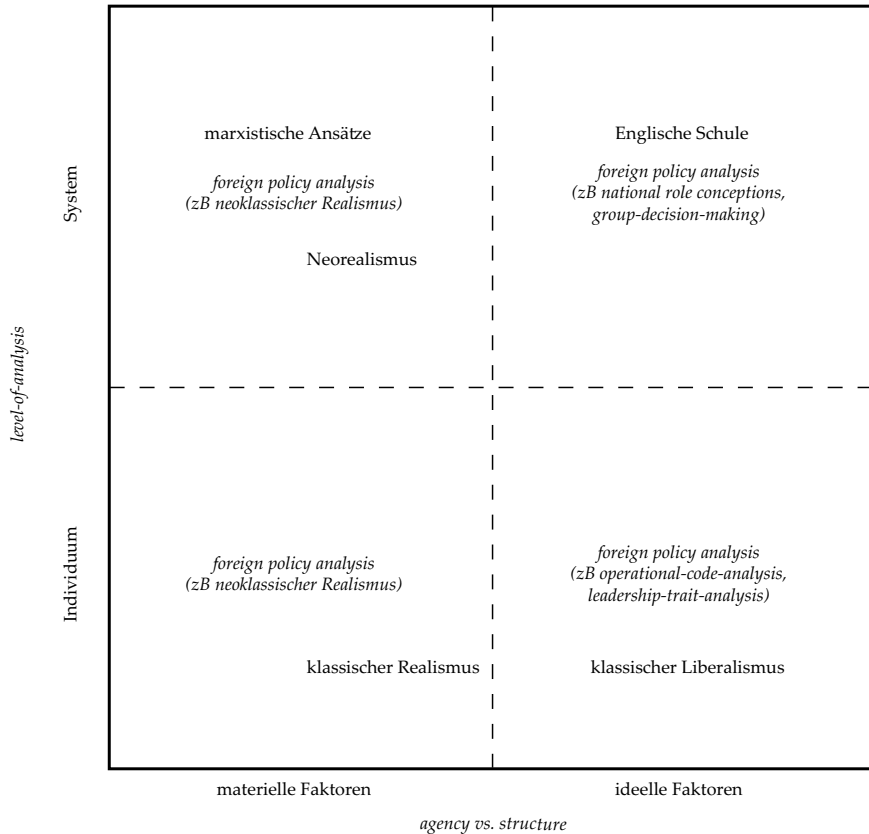 marxistische Ansätze
Englische Schule
foreign policy analysis
(zB neoklassischer Realismus)
foreign policy analysis
(zB national role conceptions,
group-decision-making)
System
Neorealismus
level-of-analysis
Individuum
foreign policy analysis
(zB neoklassischer Realismus)
foreign policy analysis
(zB operational-code-analysis,
leadership-trait-analysis)
klassischer Realismus
klassischer Liberalismus
materielle Faktoren
ideelle Faktoren
agency vs. structure